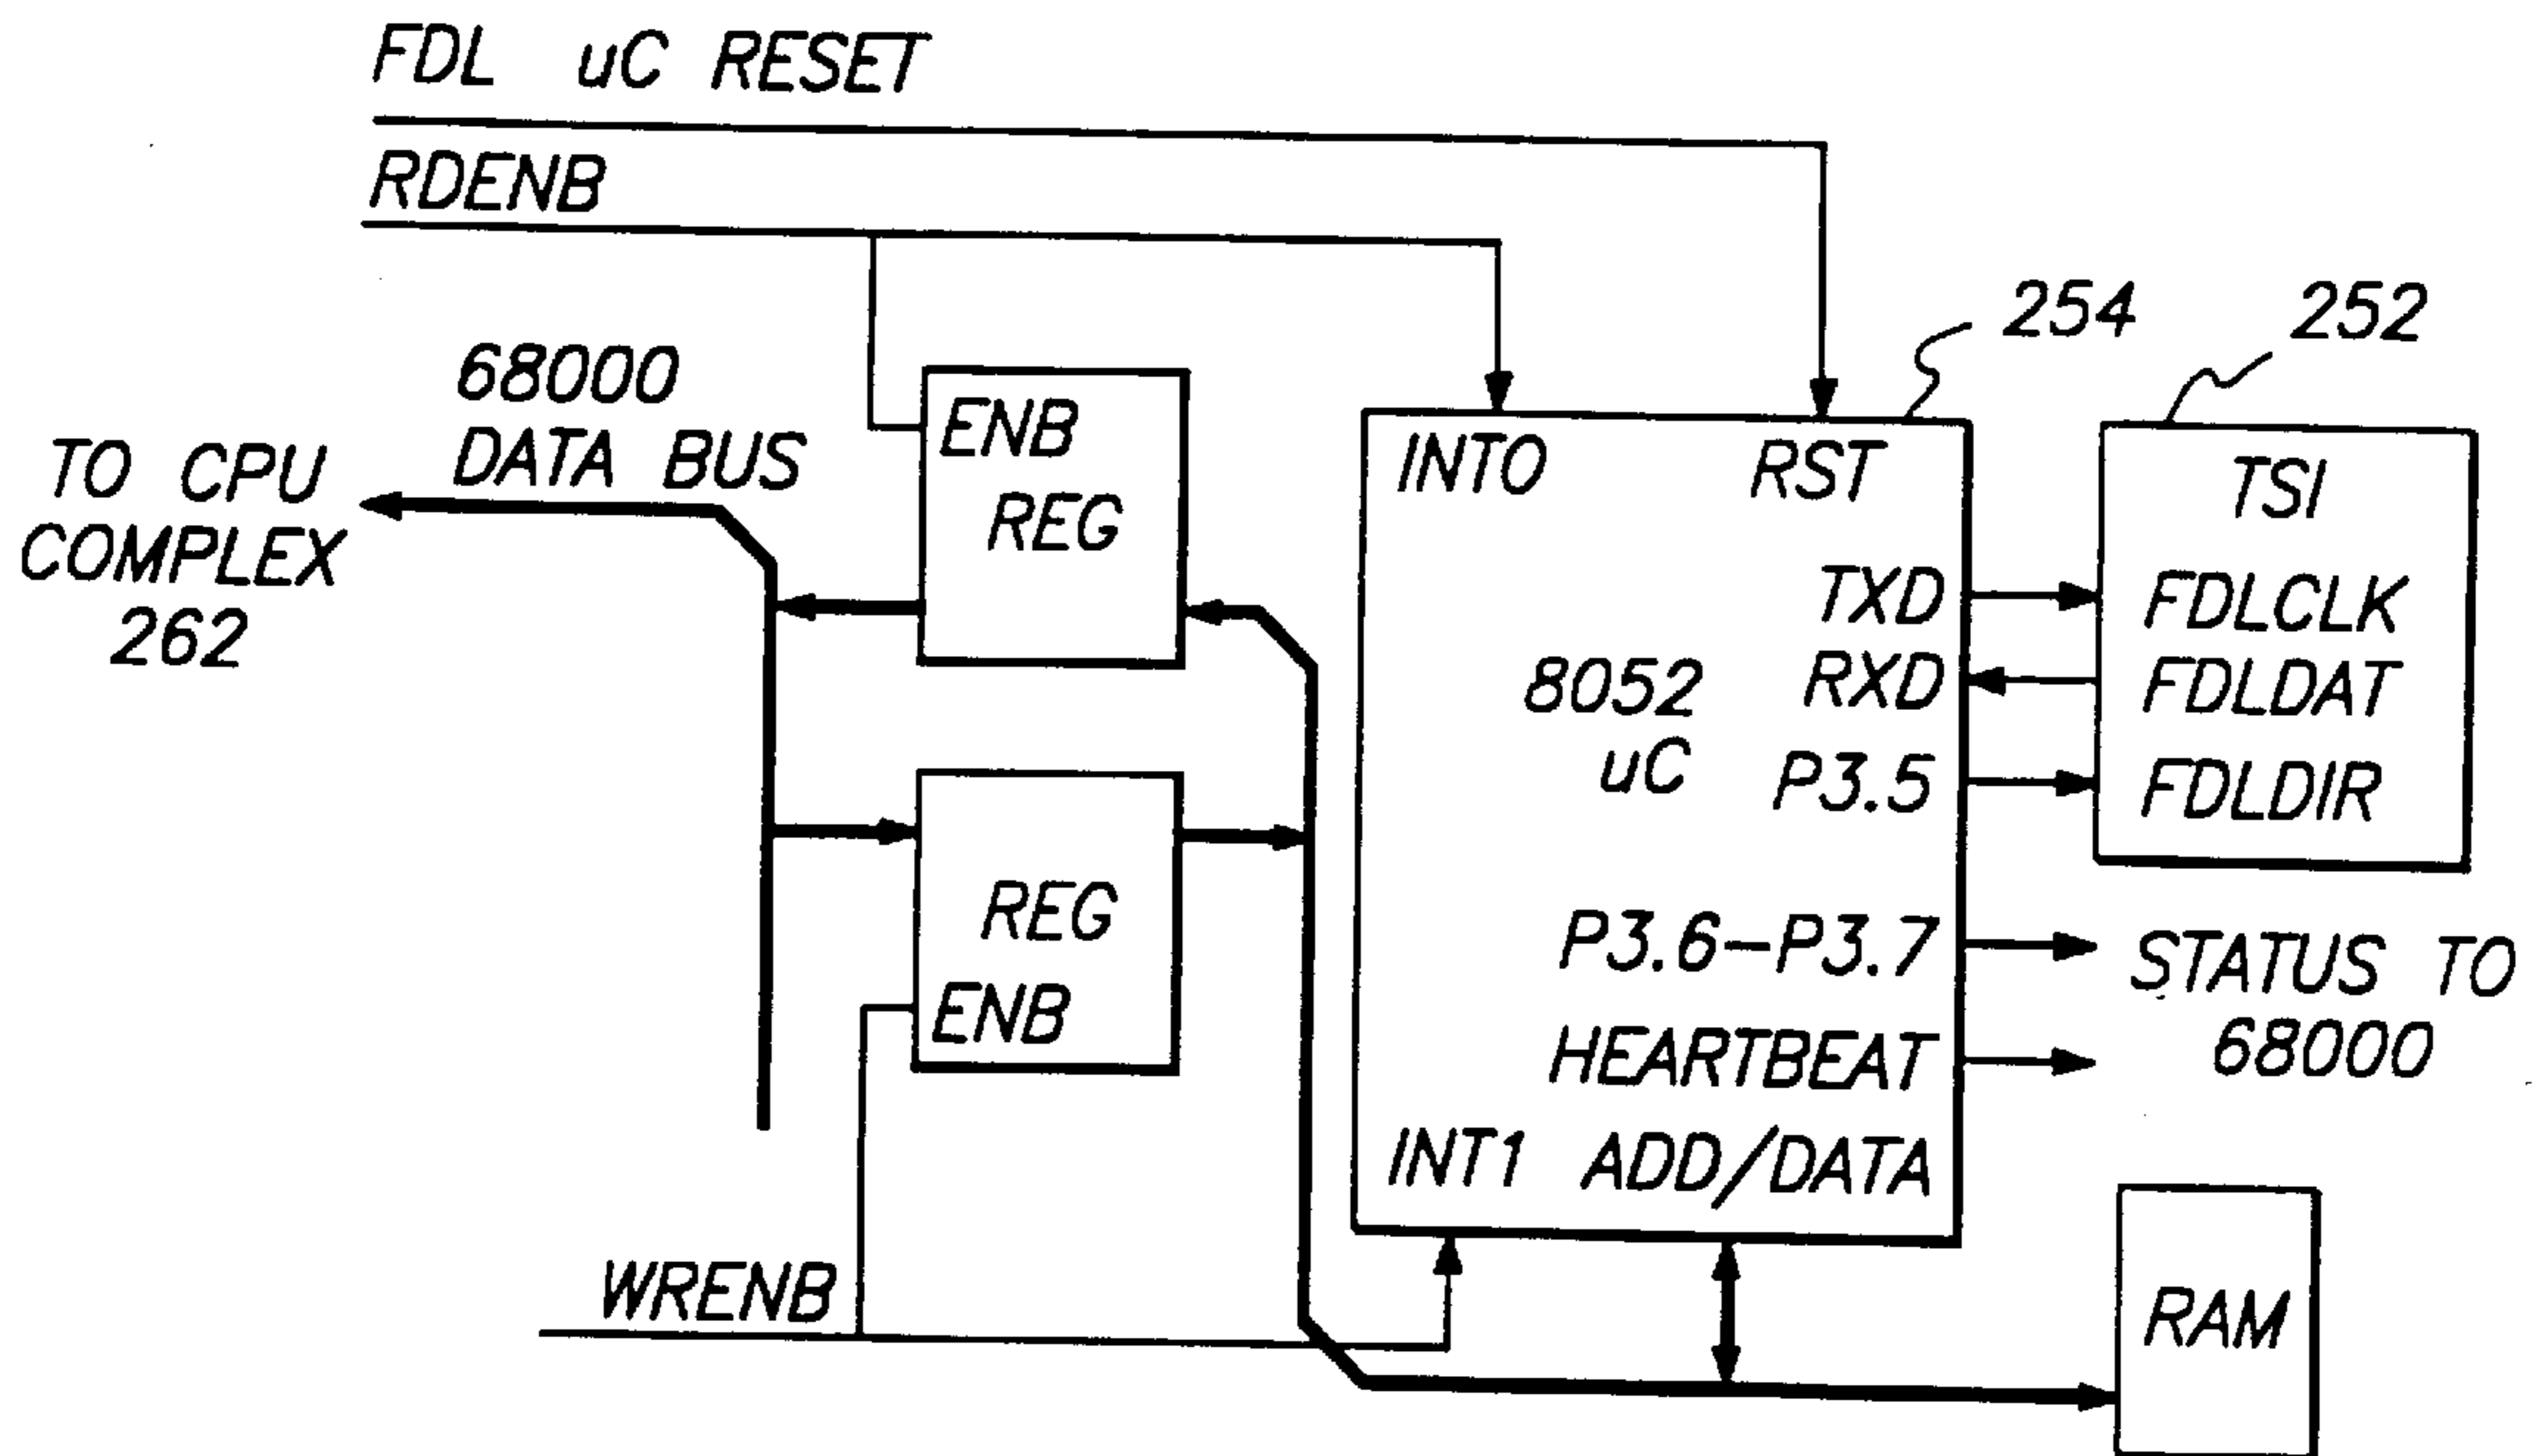 FDL uC RESET
RDENB
254
252
68000
DATA BUS
TO CPU
COMPLEX
262
ENB
REG
INT0
RST
TSI
TXD
FDLCLK
RXD
FDLDAT
8052
uC
P3.5
FDLDIR
REG
ENB
P3.6-P3.7
HEARTBEAT
STATUS TO
68000
INT1 ADD/DATA
WRENB
RAM